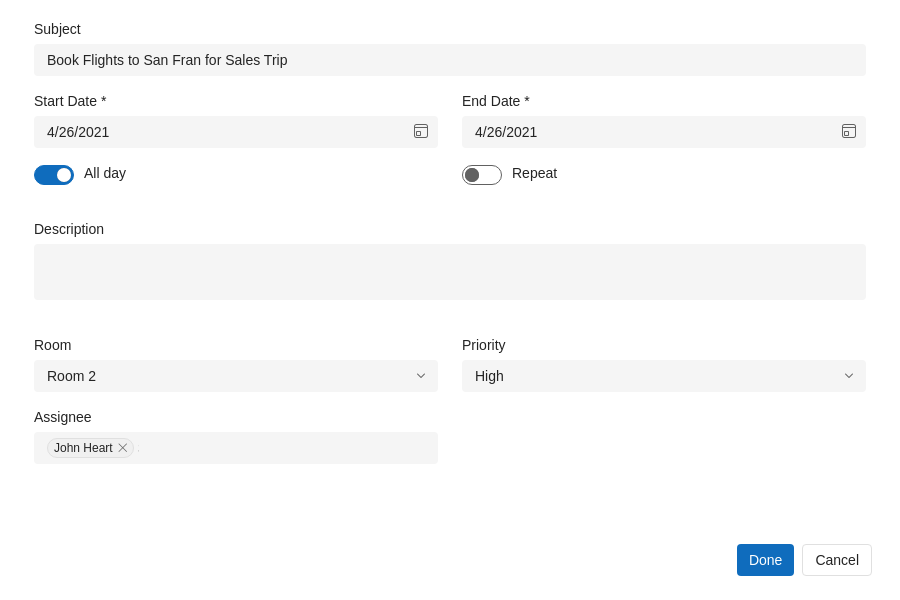 Subject
Book Flights to San Fran for Sales Trip
Start Date *
End Date *
4/26/2021
4/26/2021
All day
Repeat
Description
Room
Priority
Room 2
High
Assignee
John Heart
Done
Cancel